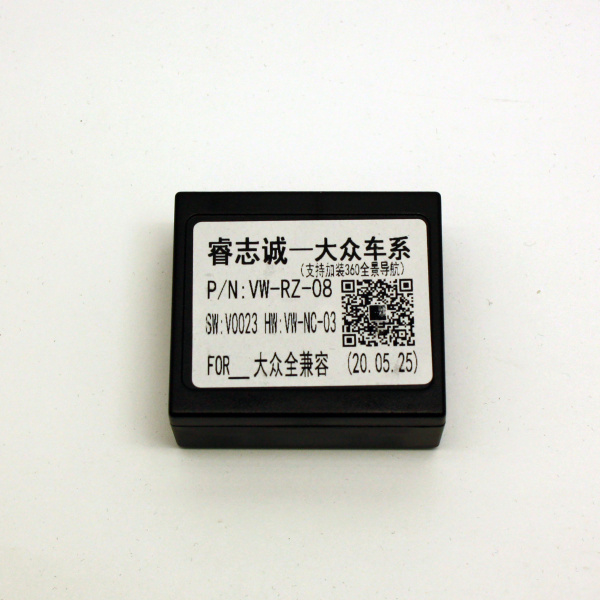 睿志诚一大众车系
(支持加装360全景导航)
P/N:VW-RZ-08
SW:V0023 HW:VW-NC-03
FOR__大众全兼容 (20.05.25)